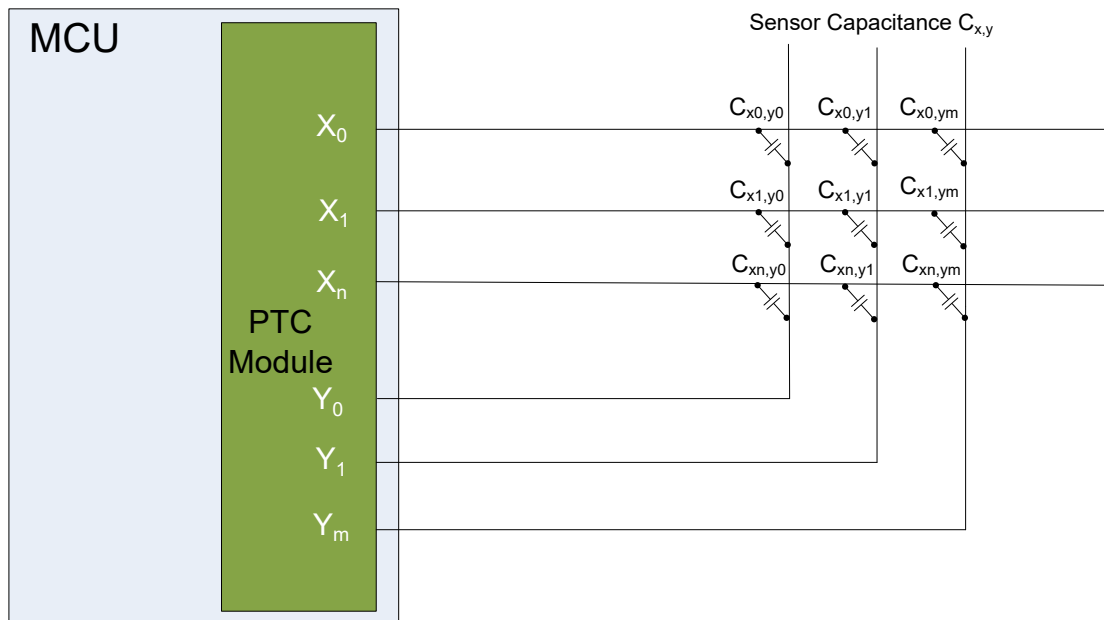 Sensor Capacitance Cx,y
MCU
Cx0,y0 Cx0,y1 Cx0,ym
X0
Cx1,y0 Cx1,y1 Cx1,ym
X1
Cxn,y0 Cxn,y1 Cxn,ym
Xn
PTC
Module
Y0
Y1
Ym